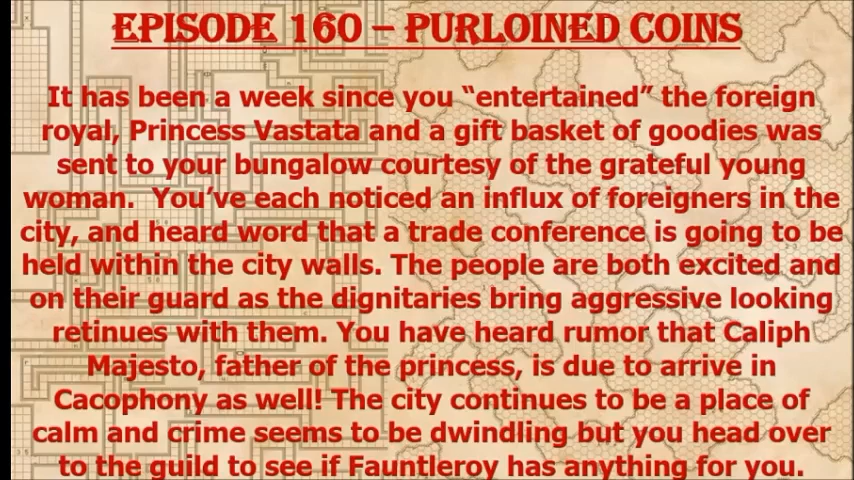 EPISODE 160 – PURLOINED COINS
It has been a week since you “entertained” the foreign
royal, Princess Vastata and a gift basket of goodies was
sent to your bungalow courtesy of the grateful young
woman.  You’ve each noticed an influx of foreigners in the
city, and heard word that a trade conference is going to be
held within the city walls. The people are both excited and
on their guard as the dignitaries bring aggressive looking
retinues with them. You have heard rumor that Caliph
Majesto, father of the princess, is due to arrive in
Cacophony as well! The city continues to be a place of
calm and crime seems to be dwindling but you head over
to the guild to see if Fauntleroy has anything for you.